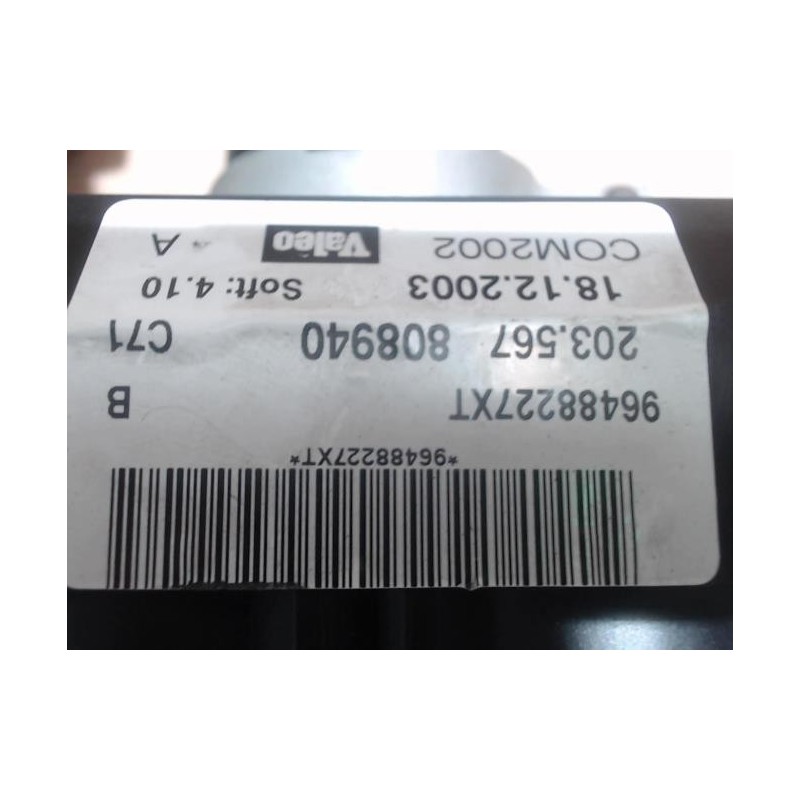 *96488227XT*
96488227XT B
203.567 808940 C71
18.12.2003 Soft: 4.10
COM2002 Valeo A